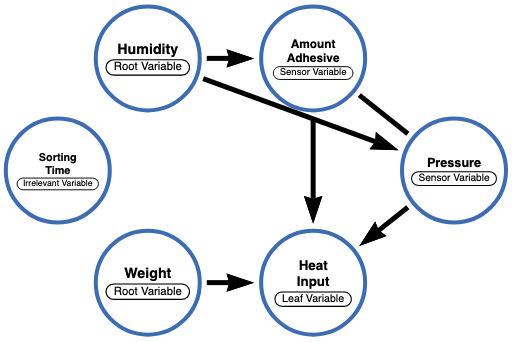 Humidity
Root Variable
Amount
Adhesive
Sensor Variable
Sorting
Time
Irrelevant Variable
Pressure
Sensor Variable
Weight
Root Variable
Heat
Input
Leaf Variable